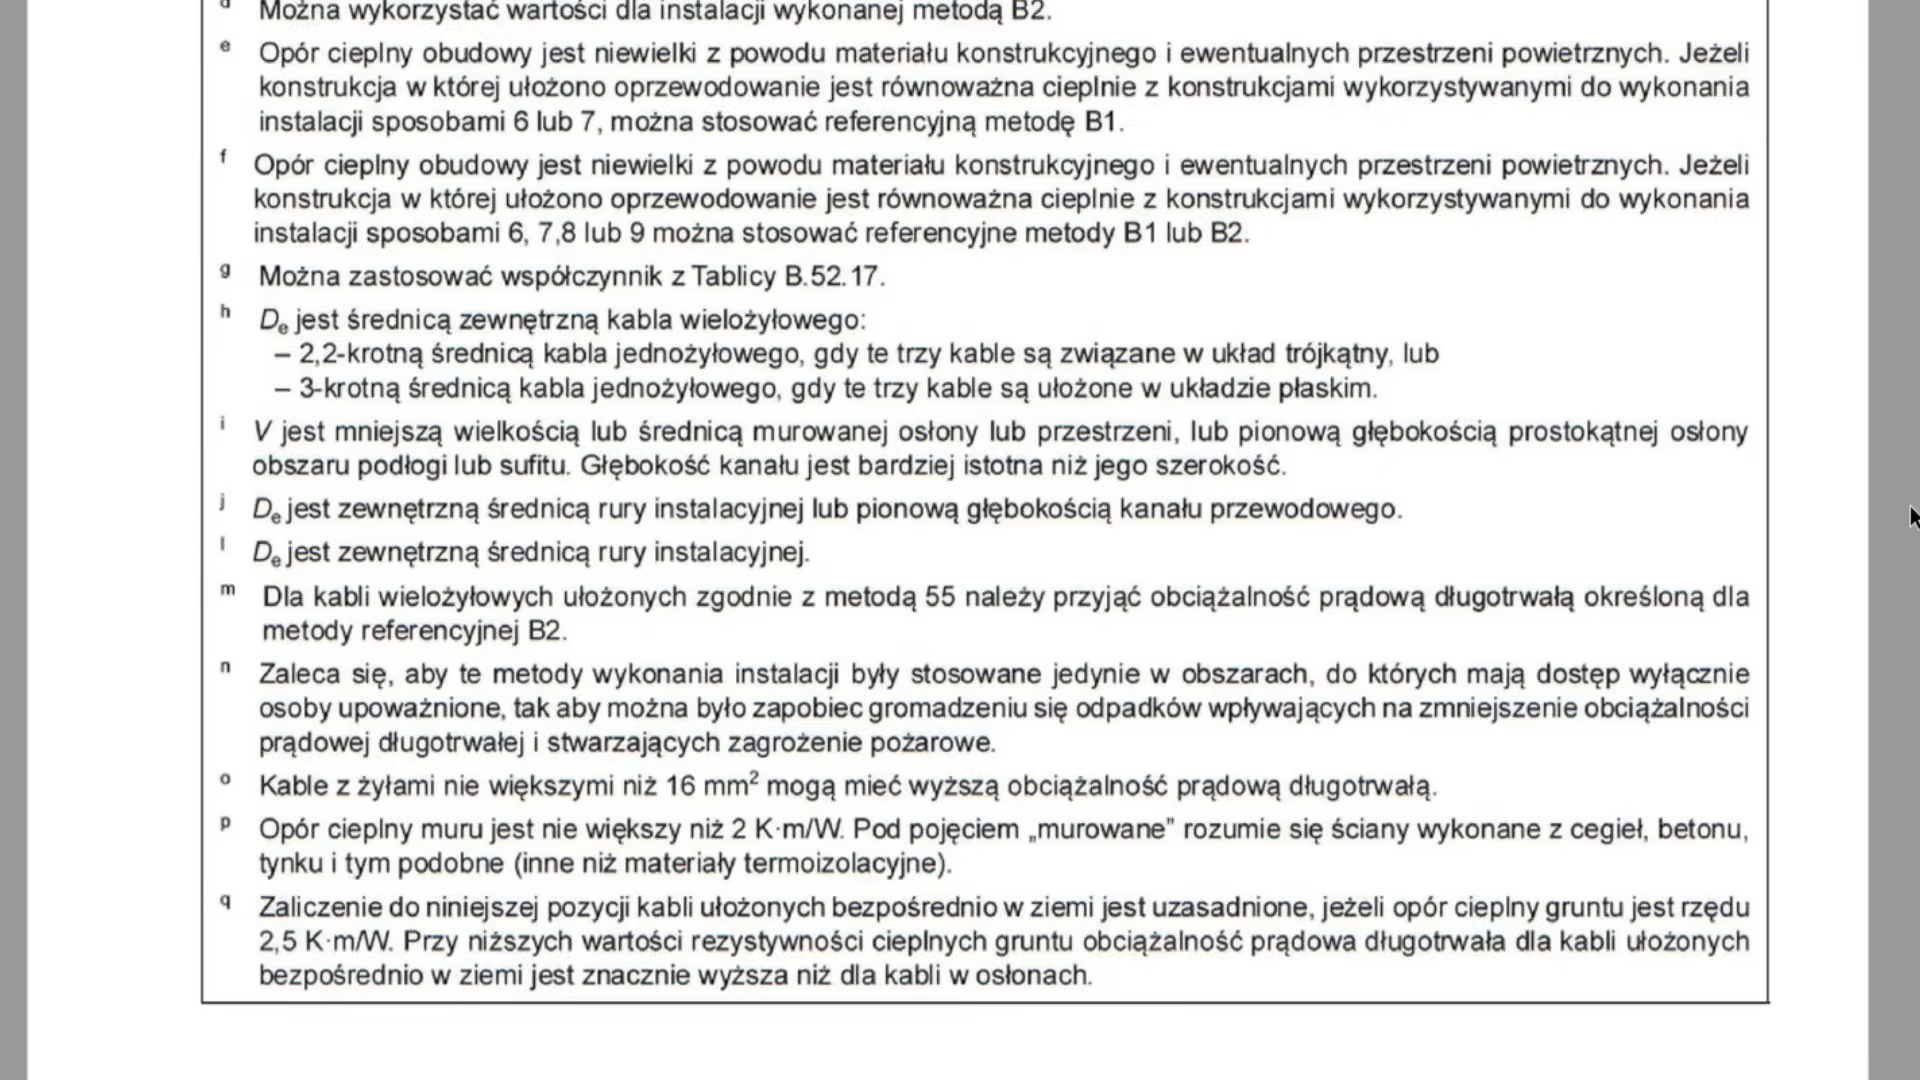 d Można wykorzystać wartości dla instalacji wykonanej metodą B2.
e Opór cieplny obudowy jest niewielki z powodu materiału konstrukcyjnego i ewentualnych przestrzeni powietrznych. Jeżeli
konstrukcja w której ułożono oprzewodowanie jest równoważna cieplnie z konstrukcjami wykorzystywanymi do wykonania
instalacji sposobami 6 lub 7, można stosować referencyjną metodę B1.
f Opór cieplny obudowy jest niewielki z powodu materiału konstrukcyjnego i ewentualnych przestrzeni powietrznych. Jeżeli
konstrukcja w której ułożono oprzewodowanie jest równoważna cieplnie z konstrukcjami wykorzystywanymi do wykonania
instalacji sposobami 6, 7,8 lub 9 można stosować referencyjne metody B1 lub B2.
g Można zastosować współczynnik z Tablicy B.52.17.
h De jest średnicą zewnętrzną kabla wielożyłowego:
– 2,2-krotną średnicą kabla jednożyłowego, gdy te trzy kable są związane w układ trójkątny, lub
– 3-krotną średnicą kabla jednożyłowego, gdy te trzy kable są ułożone w układzie płaskim.
i V jest mniejszą wielkością lub średnicą murowanej osłony lub przestrzeni, lub pionową głębokością prostokątnej osłony
obszaru podłogi lub sufitu. Głębokość kanału jest bardziej istotna niż jego szerokość.
j De jest zewnętrzną średnicą rury instalacyjnej lub pionową głębokością kanału przewodowego.
l De jest zewnętrzną średnicą rury instalacyjnej.
m Dla kabli wielożyłowych ułożonych zgodnie z metodą 55 należy przyjąć obciążalność prądową długotrwałą określoną dla
metody referencyjnej B2.
n Zaleca się, aby te metody wykonania instalacji były stosowane jedynie w obszarach, do których mają dostęp wyłącznie
osoby upoważnione, tak aby można było zapobiec gromadzeniu się odpadków wpływających na zmniejszenie obciążalności
prądowej długotrwałej i stwarzających zagrożenie pożarowe.
o Kable z żyłami nie większymi niż 16 mm² mogą mieć wyższą obciążalność prądową długotrwałą.
p Opór cieplny muru jest nie większy niż 2 K·m/W. Pod pojęciem „murowane” rozumie się ściany wykonane z cegieł, betonu,
tynku i tym podobne (inne niż materiały termoizolacyjne).
q Zaliczenie do niniejszej pozycji kabli ułożonych bezpośrednio w ziemi jest uzasadnione, jeżeli opór cieplny gruntu jest rzędu
2,5 K·m/W. Przy niższych wartości rezystywności cieplnych gruntu obciążalność prądowa długotrwała dla kabli ułożonych
bezpośrednio w ziemi jest znacznie wyższa niż dla kabli w osłonach.